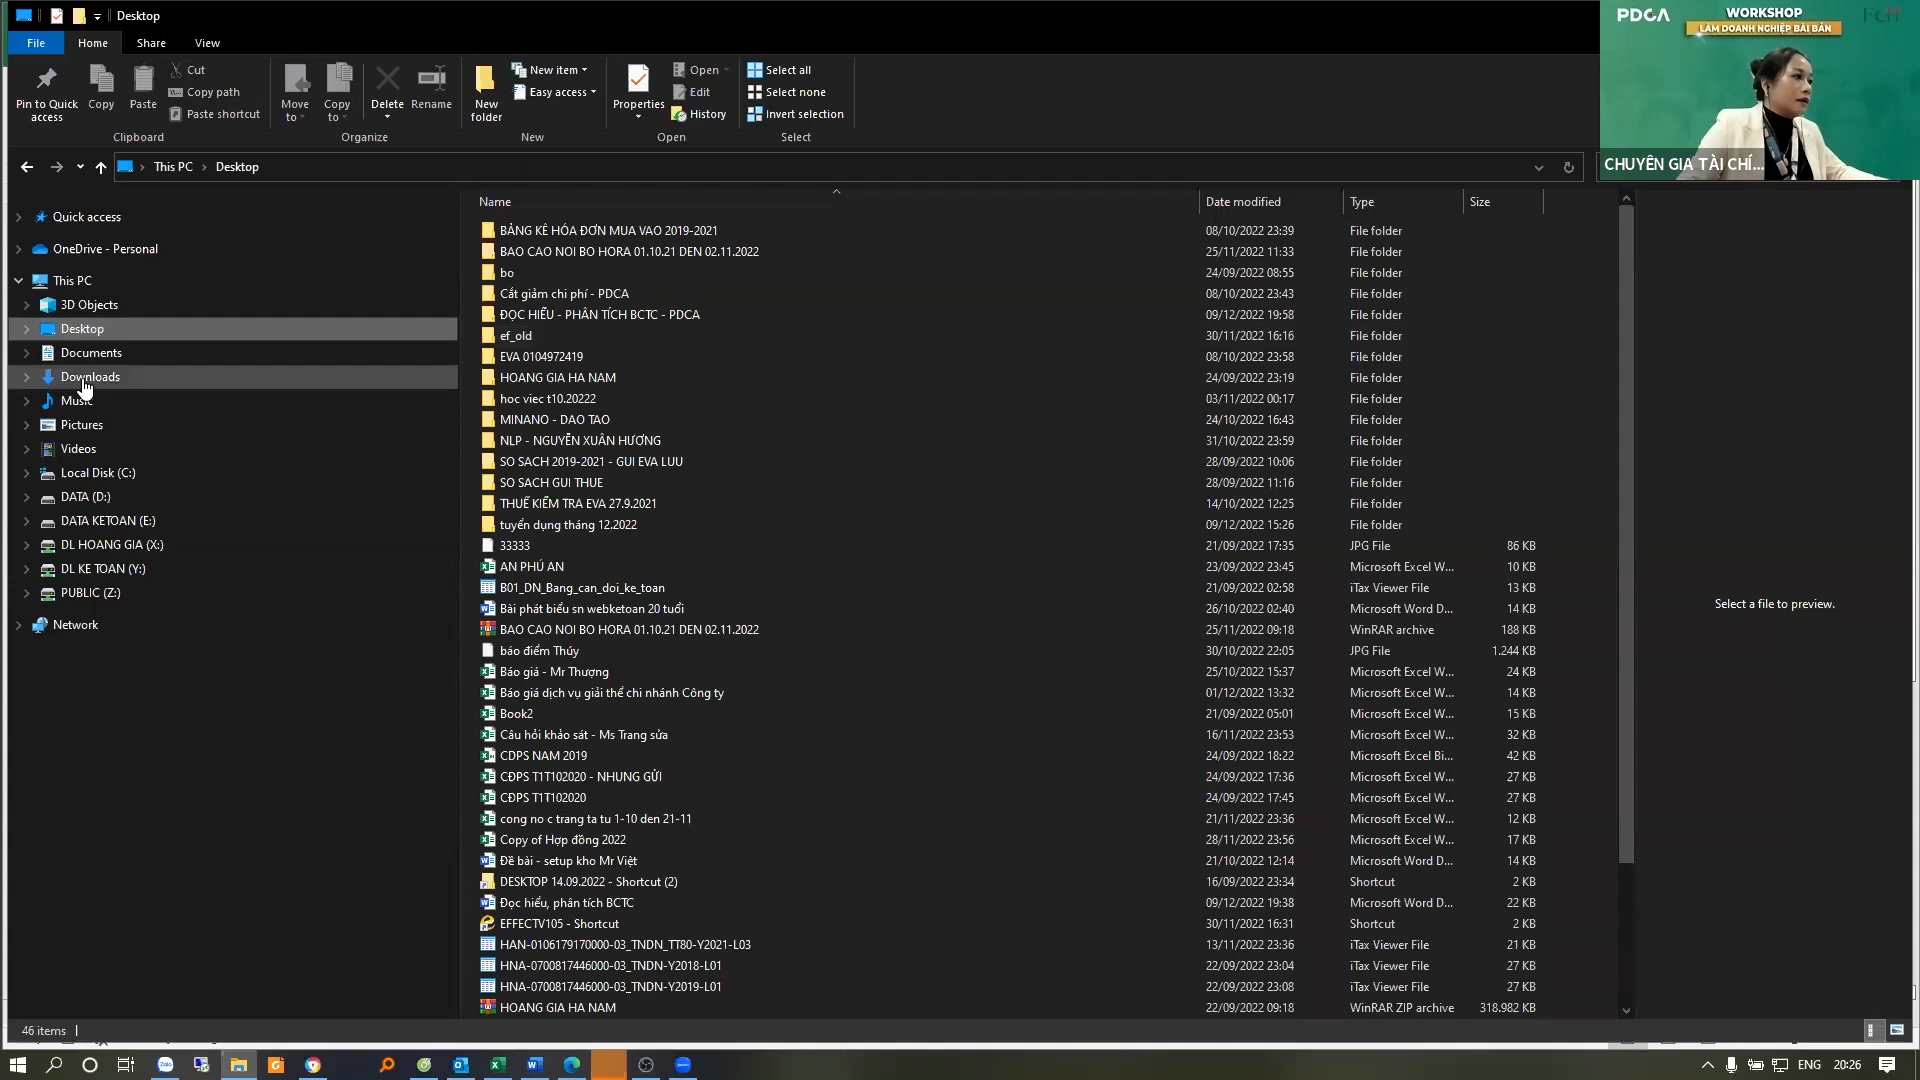 Desktop
PDCA
WORKSHOP
LÀM DOANH NGHIỆP BÀI BẢN
CHUYÊN GIA TÀI CHÍ...
File Home Share View
Pin to Quick access
Copy
Paste
Cut
Copy path
Paste shortcut
Clipboard
Move to
Copy to
Delete
Rename
Organize
New folder
New item
Easy access
New
Properties
Open
Edit
History
Open
Select all
Select none
Invert selection
Select
This PC > Desktop
Quick access
OneDrive - Personal
This PC
3D Objects
Desktop
Documents
Downloads
Music
Pictures
Videos
Local Disk (C:)
DATA (D:)
DATA KETOAN (E:)
DL HOANG GIA (X:)
DL KE TOAN (Y:)
PUBLIC (Z:)
Network
Name Date modified Type Size
BẢNG KÊ HÓA ĐƠN MUA VAO 2019-2021 08/10/2022 23:39 File folder
BAO CAO NOI BO HORA 01.10.21 DEN 02.11.2022 25/11/2022 11:33 File folder
bo 24/09/2022 08:55 File folder
Cắt giảm chi phí - PDCA 08/10/2022 23:43 File folder
ĐỌC HIỂU - PHÂN TÍCH BCTC - PDCA 09/12/2022 19:58 File folder
ef_old 30/11/2022 16:16 File folder
EVA 0104972419 08/10/2022 23:58 File folder
HOANG GIA HA NAM 24/09/2022 23:19 File folder
hoc viec t10.20222 03/11/2022 00:17 File folder
MINANO - DAO TAO 24/10/2022 16:43 File folder
NLP - NGUYỄN XUÂN HƯƠNG 31/10/2022 23:59 File folder
SO SACH 2019-2021 - GUI EVA LUU 28/09/2022 10:06 File folder
SO SACH GUI THUE 28/09/2022 11:16 File folder
THUẾ KIỂM TRA EVA 27.9.2021 14/10/2022 12:25 File folder
tuyển dụng tháng 12.2022 09/12/2022 15:26 File folder
33333 21/09/2022 17:35 JPG File 86 KB
AN PHÚ AN 23/09/2022 23:45 Microsoft Excel W... 10 KB
B01_DN_Bang_can_doi_ke_toan 21/09/2022 02:58 iTax Viewer File 13 KB
Bài phát biểu sn webketoan 20 tuổi 26/10/2022 02:40 Microsoft Word D... 14 KB
BAO CAO NOI BO HORA 01.10.21 DEN 02.11.2022 25/11/2022 09:18 WinRAR archive 188 KB
báo điểm Thúy 30/10/2022 22:05 JPG File 1.244 KB
Báo giá - Mr Thượng 25/10/2022 15:37 Microsoft Excel W... 24 KB
Báo giá dịch vụ giải thể chi nhánh Công ty 01/12/2022 13:32 Microsoft Excel W... 14 KB
Book2 21/09/2022 05:01 Microsoft Excel W... 15 KB
Câu hỏi khảo sát - Ms Trang sửa 16/11/2022 23:53 Microsoft Excel W... 32 KB
CDPS NAM 2019 24/09/2022 18:22 Microsoft Excel Bi... 42 KB
CĐPS T1T102020 - NHUNG GỬI 24/09/2022 17:36 Microsoft Excel W... 27 KB
CĐPS T1T102020 24/09/2022 17:45 Microsoft Excel W... 27 KB
cong no c trang ta tu 1-10 den 21-11 21/11/2022 23:36 Microsoft Excel W... 12 KB
Copy of Hợp đồng 2022 28/11/2022 23:56 Microsoft Excel W... 17 KB
Đề bài - setup kho Mr Việt 21/10/2022 12:14 Microsoft Word D... 14 KB
DESKTOP 14.09.2022 - Shortcut (2) 16/09/2022 23:34 Shortcut 2 KB
Đọc hiểu, phân tích BCTC 09/12/2022 19:38 Microsoft Word D... 22 KB
EFFECTV105 - Shortcut 30/11/2022 16:31 Shortcut 2 KB
HAN-0106179170000-03_TNDN_TT80-Y2021-L03 13/11/2022 23:36 iTax Viewer File 21 KB
HNA-0700817446000-03_TNDN-Y2018-L01 22/09/2022 23:04 iTax Viewer File 27 KB
HNA-0700817446000-03_TNDN-Y2019-L01 22/09/2022 23:08 iTax Viewer File 27 KB
HOANG GIA HA NAM 22/09/2022 09:18 WinRAR ZIP archive 318.982 KB
Select a file to preview.
46 items
ENG 20:26